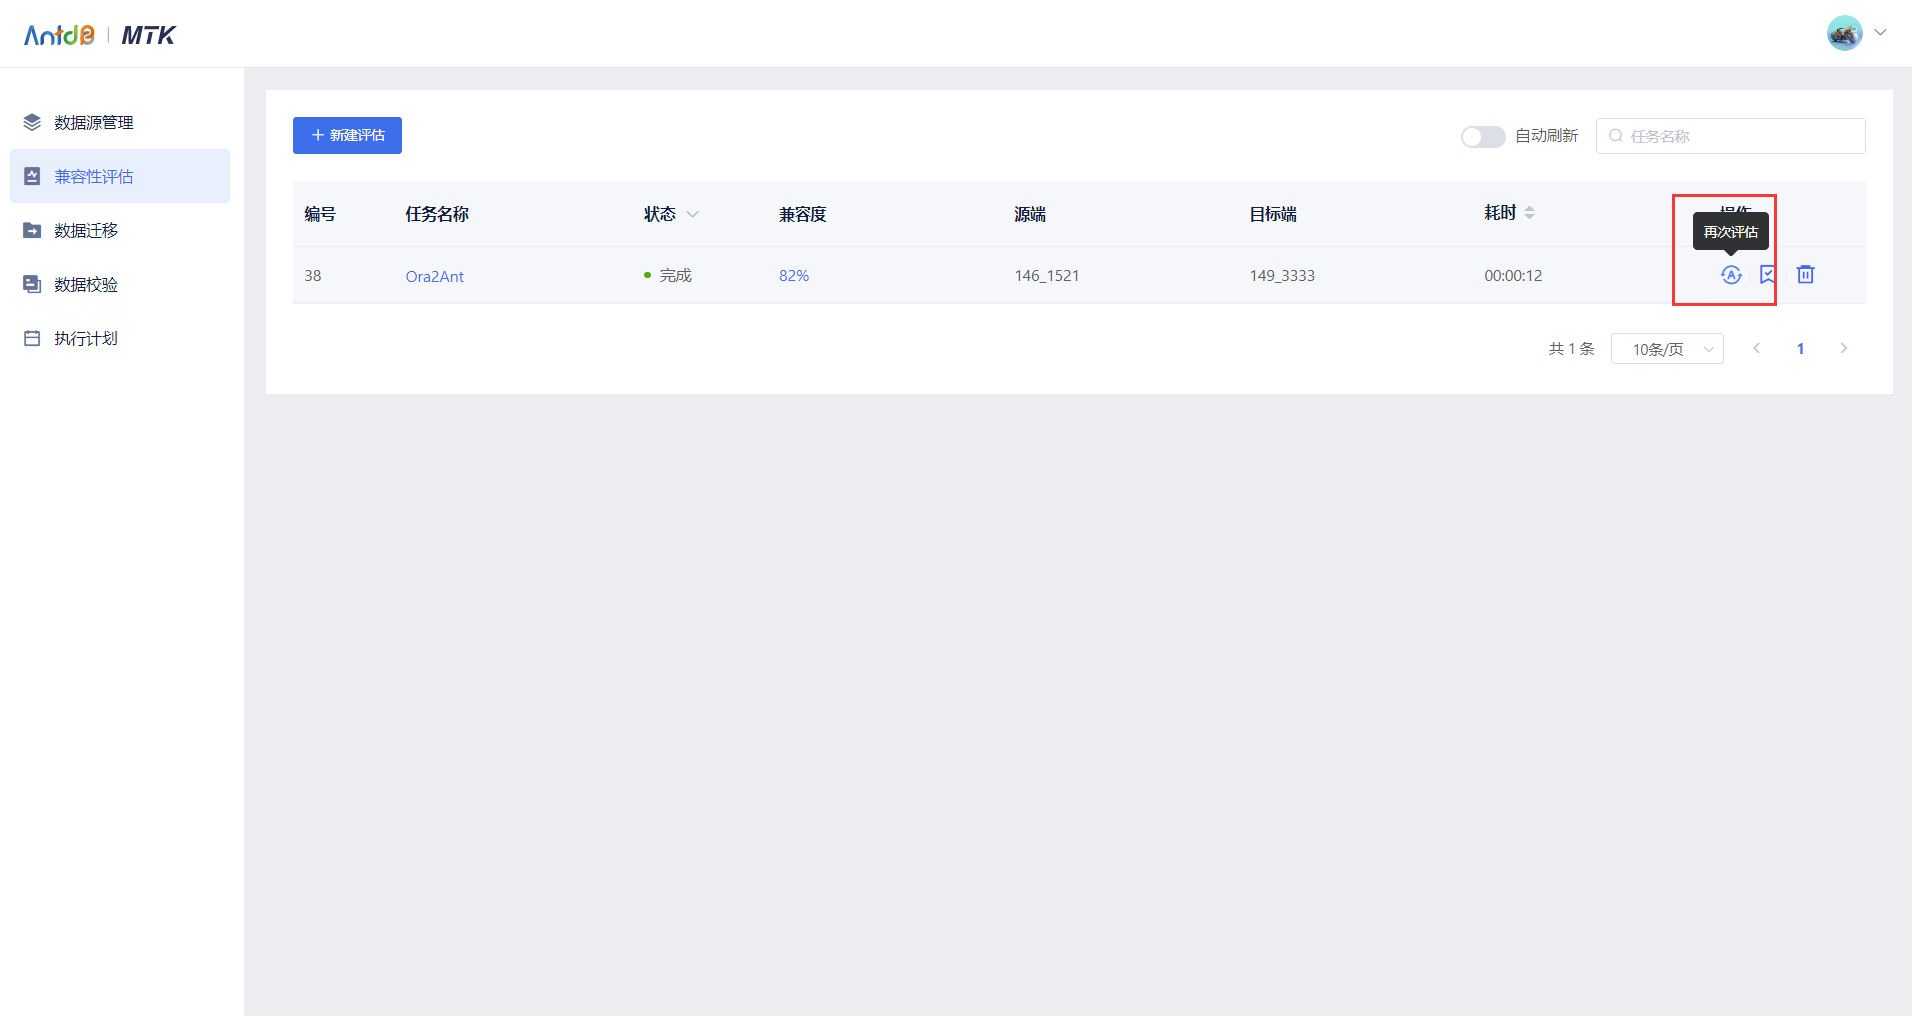 AntdB | MTK
数据源管理
兼容性评估
数据迁移
数据校验
执行计划
+ 新建评估
自动刷新
任务名称
编号 任务名称 状态 兼容度 源端 目标端 耗时 操作
再次评估
38 Ora2Ant 完成 82% 146_1521 149_3333 00:00:12
共 1 条 10条/页 1